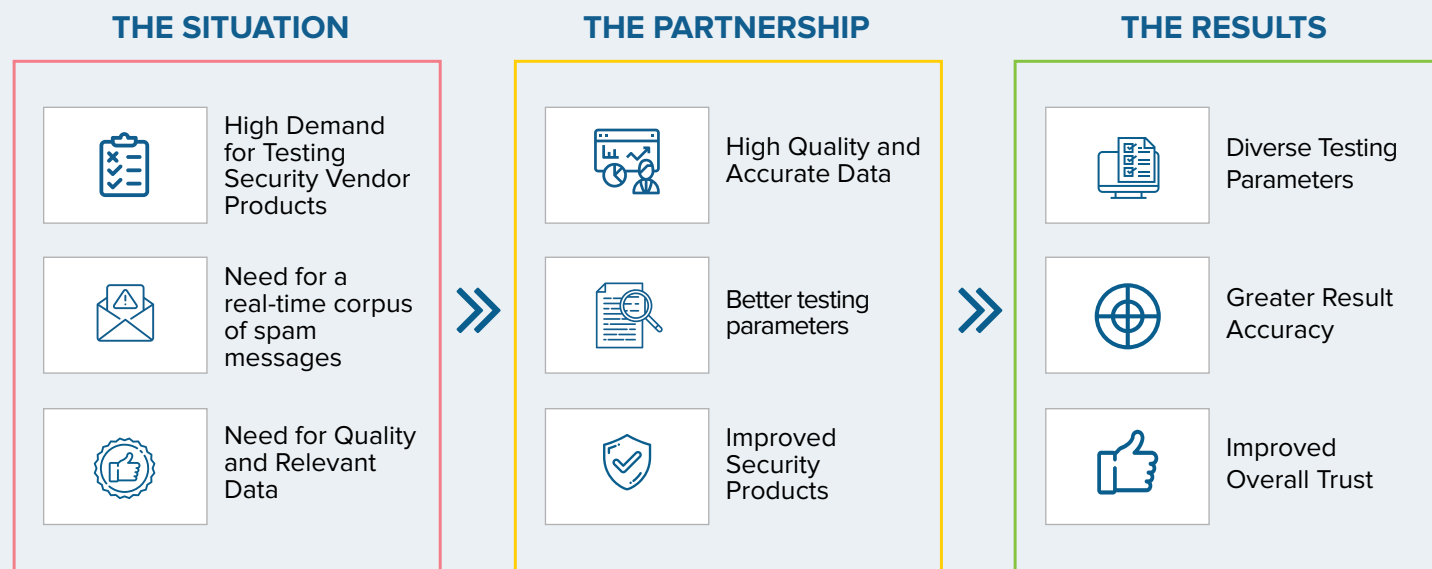 THE SITUATION
High Demand
for Testing
Security Vendor
Products
Need for a
real-time corpus
of spam
messages
Need for Quality
and Relevant
Data
THE PARTNERSHIP
High Quality and
Accurate Data
Better testing
parameters
Improved
Security
Products
THE RESULTS
Diverse Testing
Parameters
Greater Result
Accuracy
Improved
Overall Trust